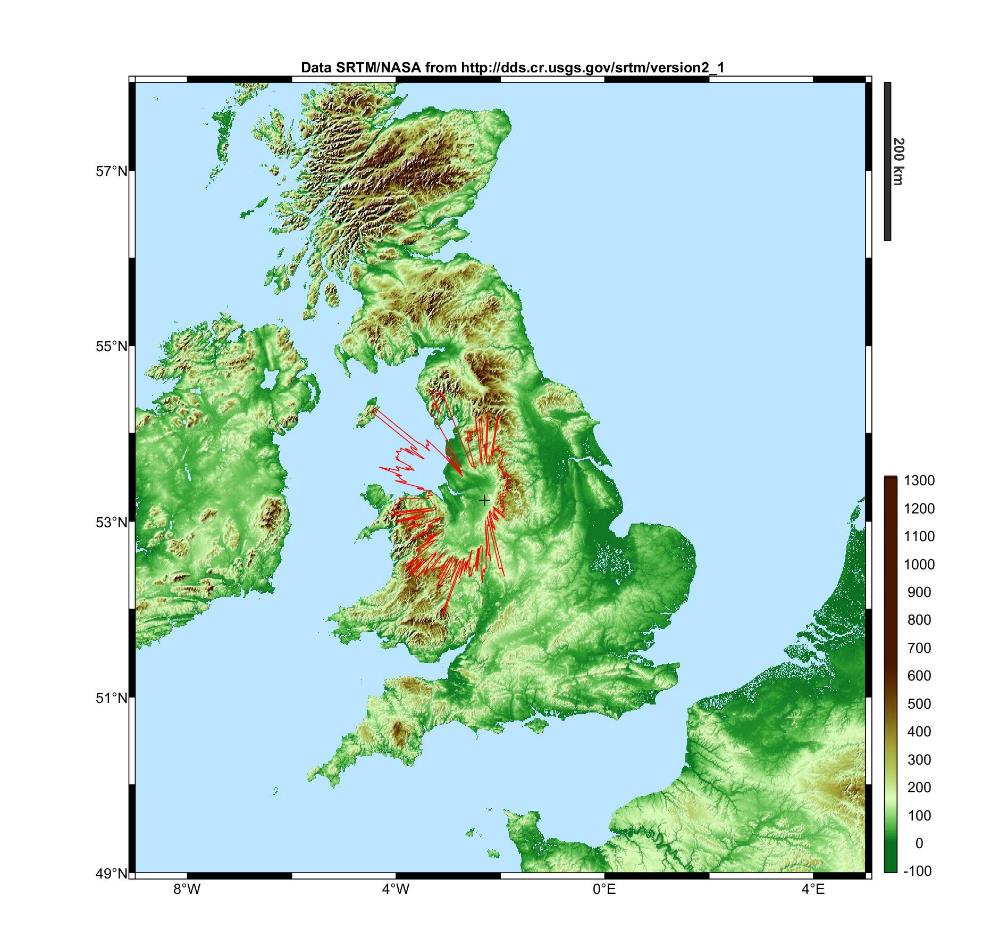 Data SRTM/NASA from http://dds.cr.usgs.gov/srtm/version2_1
200 km
57°N
55°N
53°N
51°N
49°N
8°W
4°W
0°E
4°E
1300
1200
1100
1000
900
800
700
600
500
400
300
200
100
0
-100